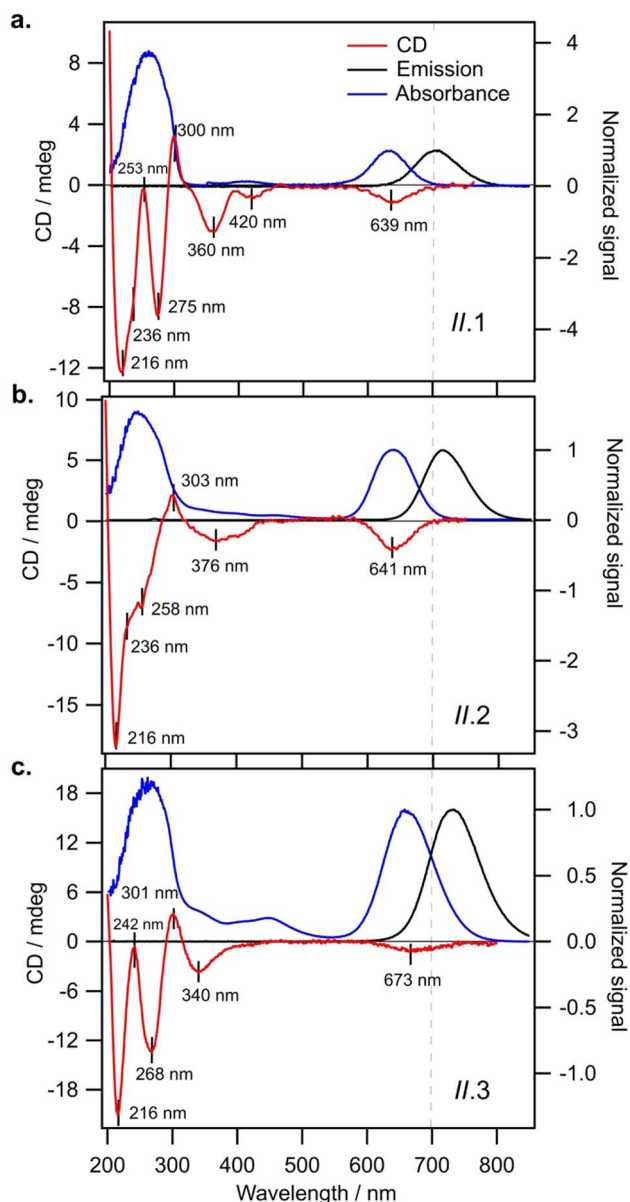 a.
CD
Emission
Absorbance
8
4
0
-4
-8
-12
CD / mdeg
4
2
0
-2
-4
Normalized signal
253 nm
300 nm
360 nm
420 nm
639 nm
275 nm
236 nm
216 nm
II.1
b.
10
5
0
-5
-10
-15
CD / mdeg
1
0
-1
-2
-3
Normalized signal
303 nm
376 nm
641 nm
258 nm
236 nm
216 nm
II.2
c.
18
12
6
0
-6
-12
-18
CD / mdeg
1.0
0.5
0.0
-0.5
-1.0
Normalized signal
301 nm
242 nm
340 nm
673 nm
268 nm
216 nm
II.3
200 300 400 500 600 700 800
Wavelength / nm